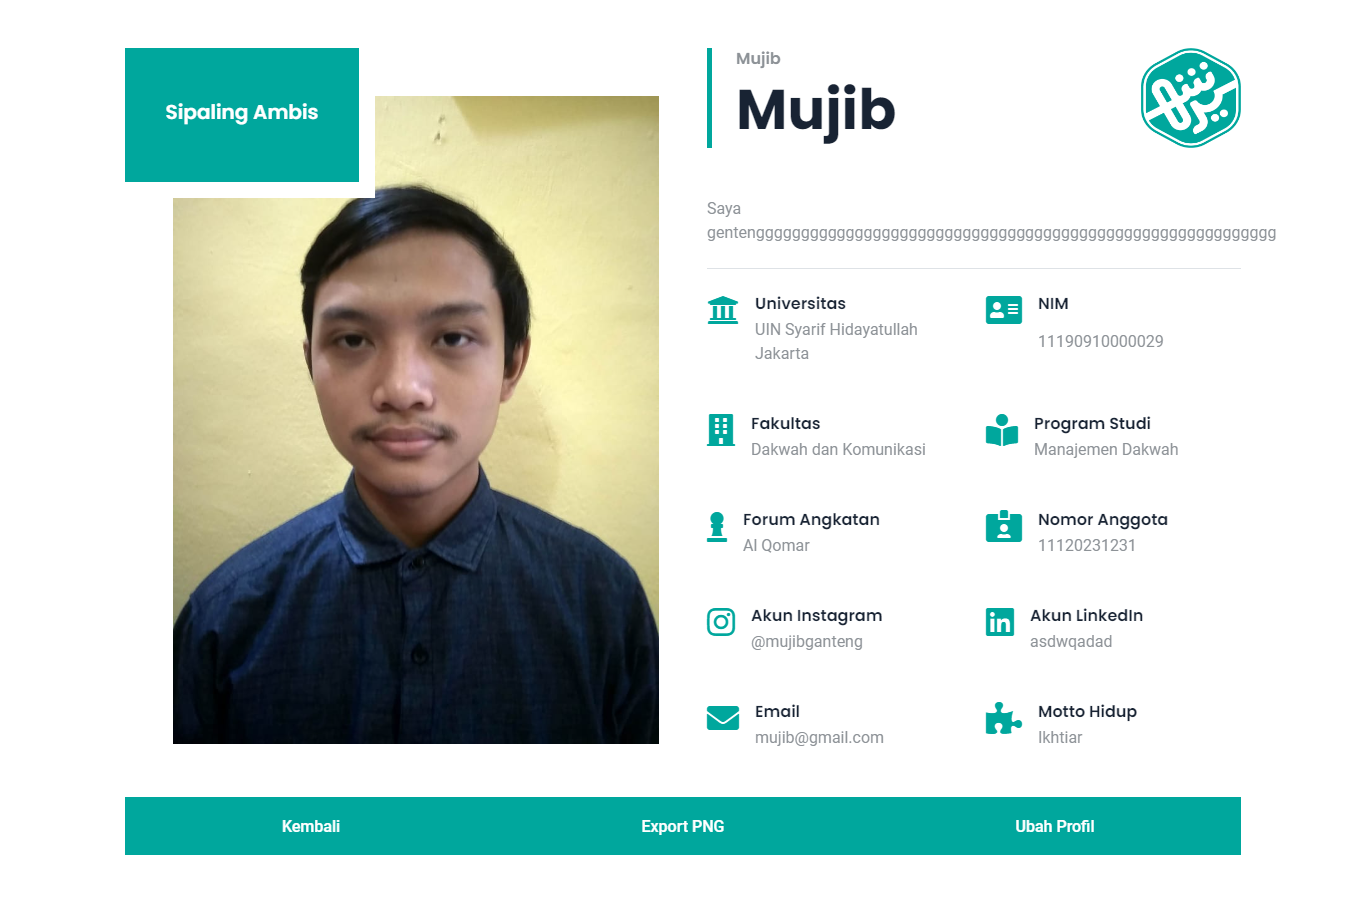 Sipaling Ambis
Mujib
Mujib
Saya
gentenggggggggggggggggggggggggggggggggggggggggggggggggggggggggggg
Universitas
UIN Syarif Hidayatullah
Jakarta
NIM
11190910000029
Fakultas
Dakwah dan Komunikasi
Program Studi
Manajemen Dakwah
Forum Angkatan
Al Qomar
Nomor Anggota
11120231231
Akun Instagram
@mujibganteng
Akun LinkedIn
asdwqadad
Email
mujib@gmail.com
Motto Hidup
Ikhtiar
Kembali
Export PNG
Ubah Profil